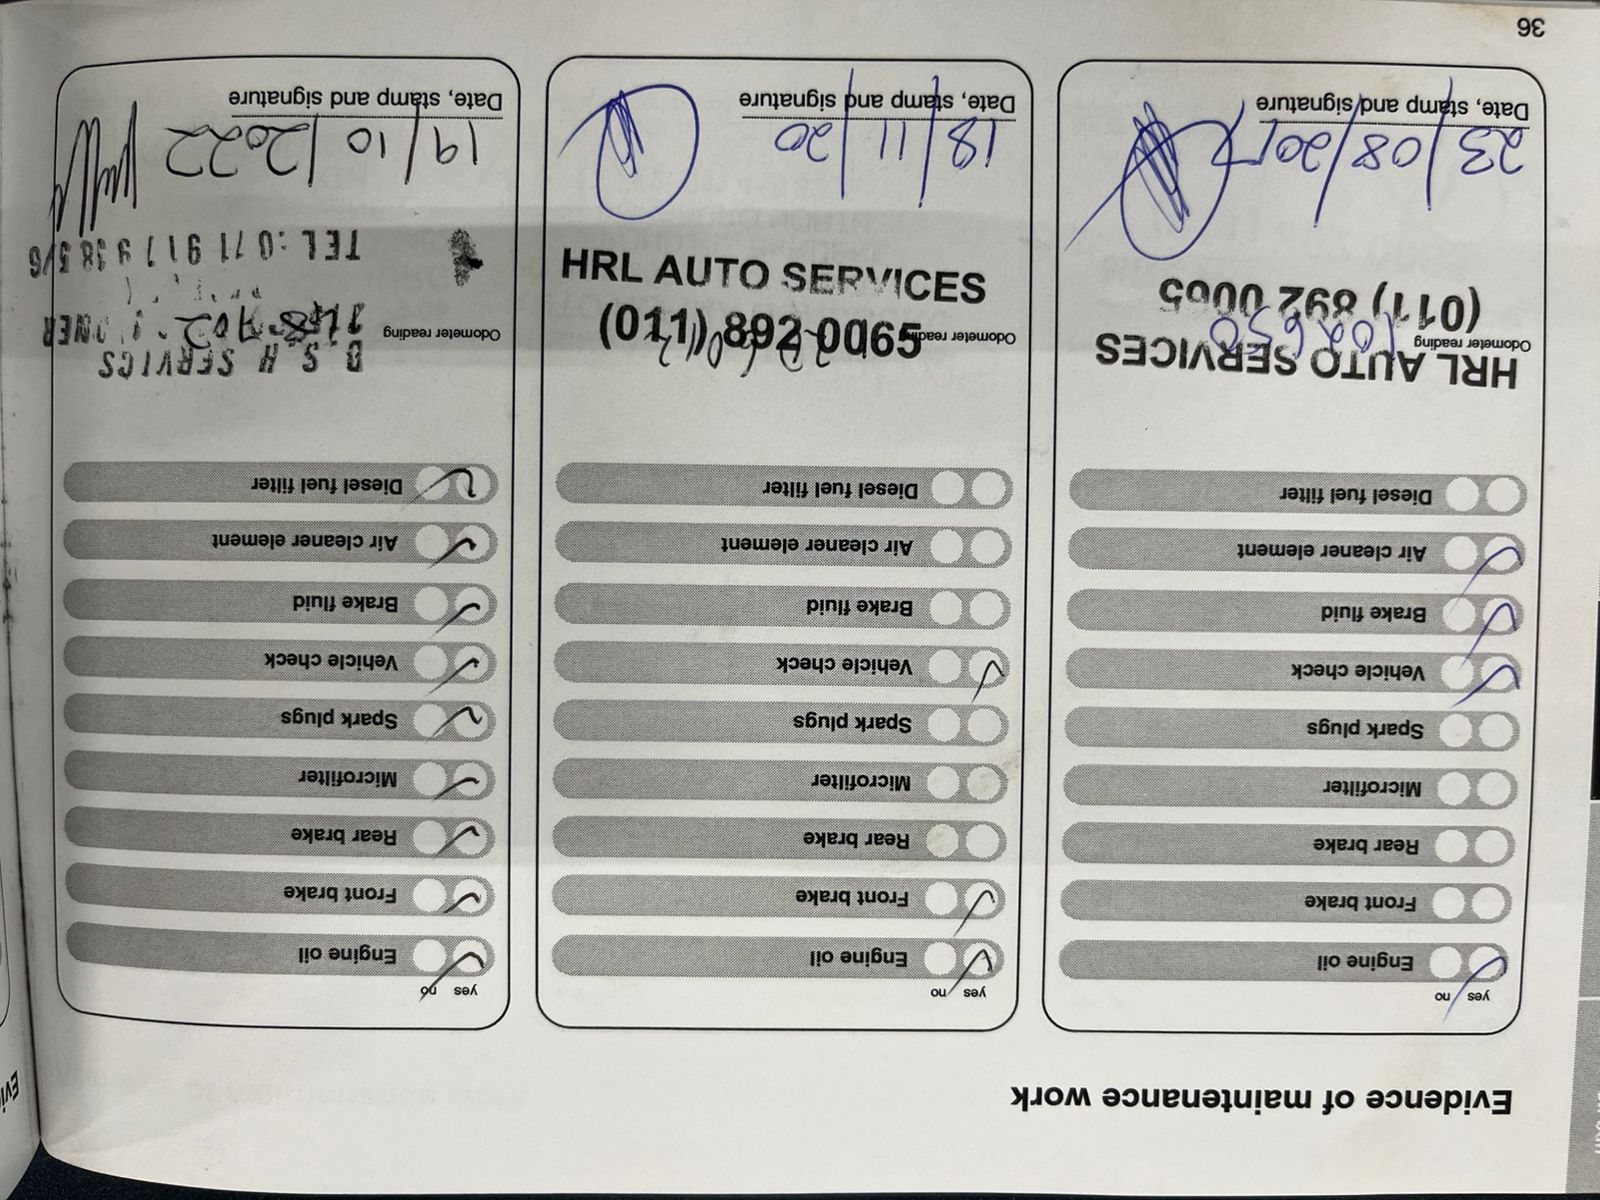 Evidence of maintenance work
yes no
Engine oil
Front brake
Rear brake
Microfilter
Spark plugs
Vehicle check
Brake fluid
Air cleaner element
Diesel fuel filter
HRL AUTO SERVICES
Odometer reading 102650
(011) 892 0065
23/08/2017
Date, stamp and signature
yes no
Engine oil
Front brake
Rear brake
Microfilter
Spark plugs
Vehicle check
Brake fluid
Air cleaner element
Diesel fuel filter
Odometer reading
HRL AUTO SERVICES
(011) 892 0065
18/11/20
Date, stamp and signature
yes no
Engine oil
Front brake
Rear brake
Microfilter
Spark plugs
Vehicle check
Brake fluid
Air cleaner element
Diesel fuel filter
B S H SERVICS
Odometer reading
TEL:071 917
19/10/2022
Date, stamp and signature
36